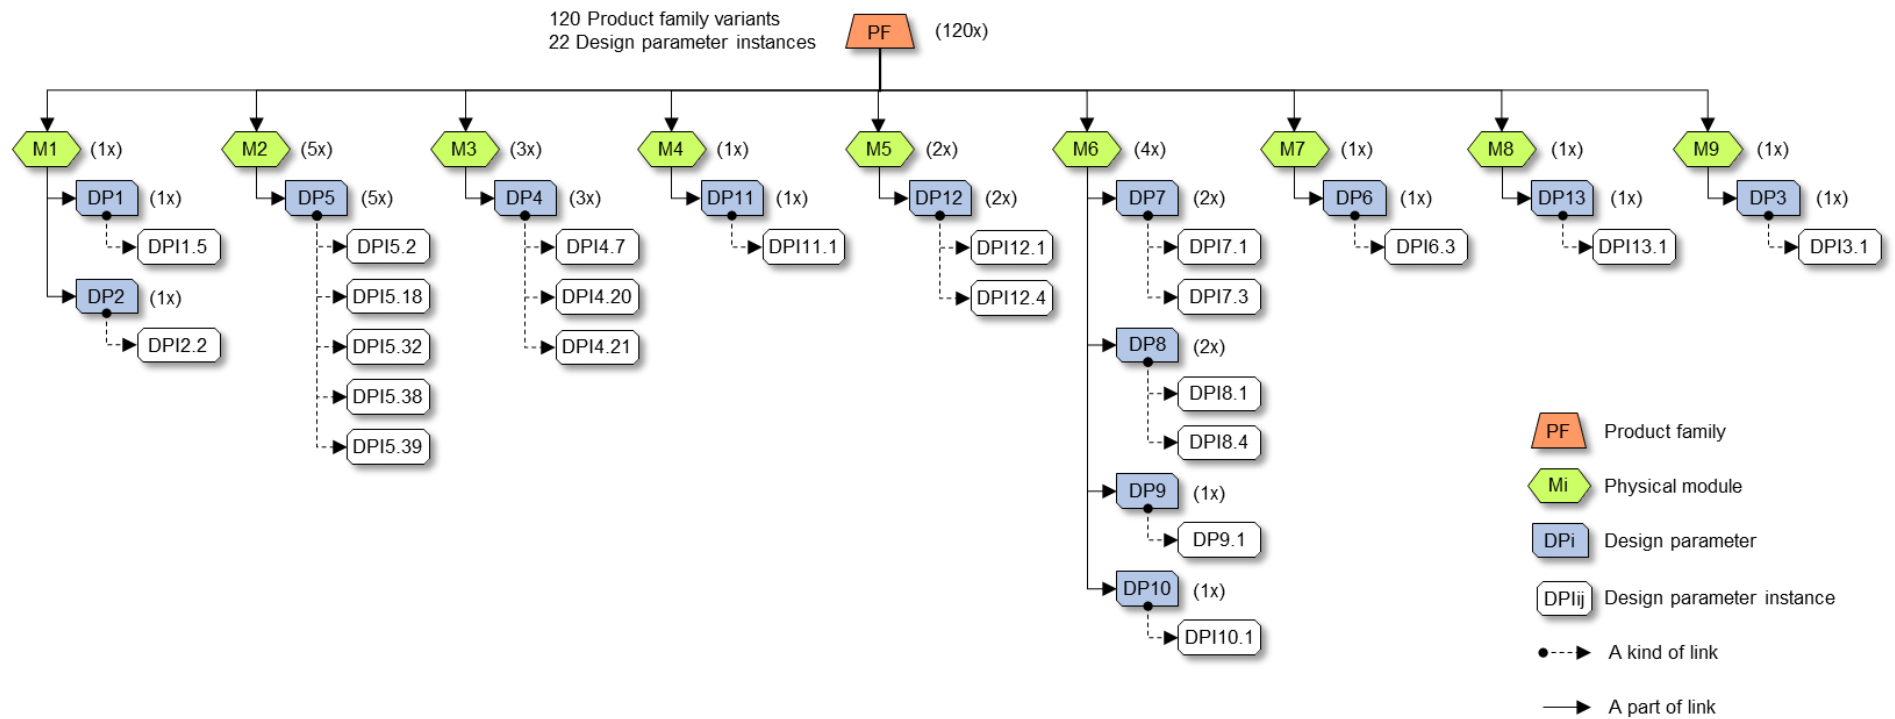 120 Product family variants
22 Design parameter instances
PF (120x)
M1 (1x) M2 (5x) M3 (3x) M4 (1x) M5 (2x) M6 (4x) M7 (1x) M8 (1x) M9 (1x)
DP1 (1x) DP5 (5x) DP4 (3x) DP11 (1x) DP12 (2x) DP7 (2x) DP6 (1x) DP13 (1x) DP3 (1x)
DPI1.5 DPI5.2 DPI4.7 DPI11.1 DPI12.1 DPI7.1 DPI6.3 DPI13.1 DPI3.1
DP2 (1x) DPI5.18 DPI4.20 DPI12.4 DPI7.3
DPI2.2 DPI5.32 DPI4.21 DP8 (2x)
DPI5.38 DPI8.1
DPI5.39 DPI8.4
DP9 (1x)
DP9.1
DP10 (1x)
DPI10.1
PF Product family
Mi Physical module
DPi Design parameter
DPIij Design parameter instance
A kind of link
A part of link